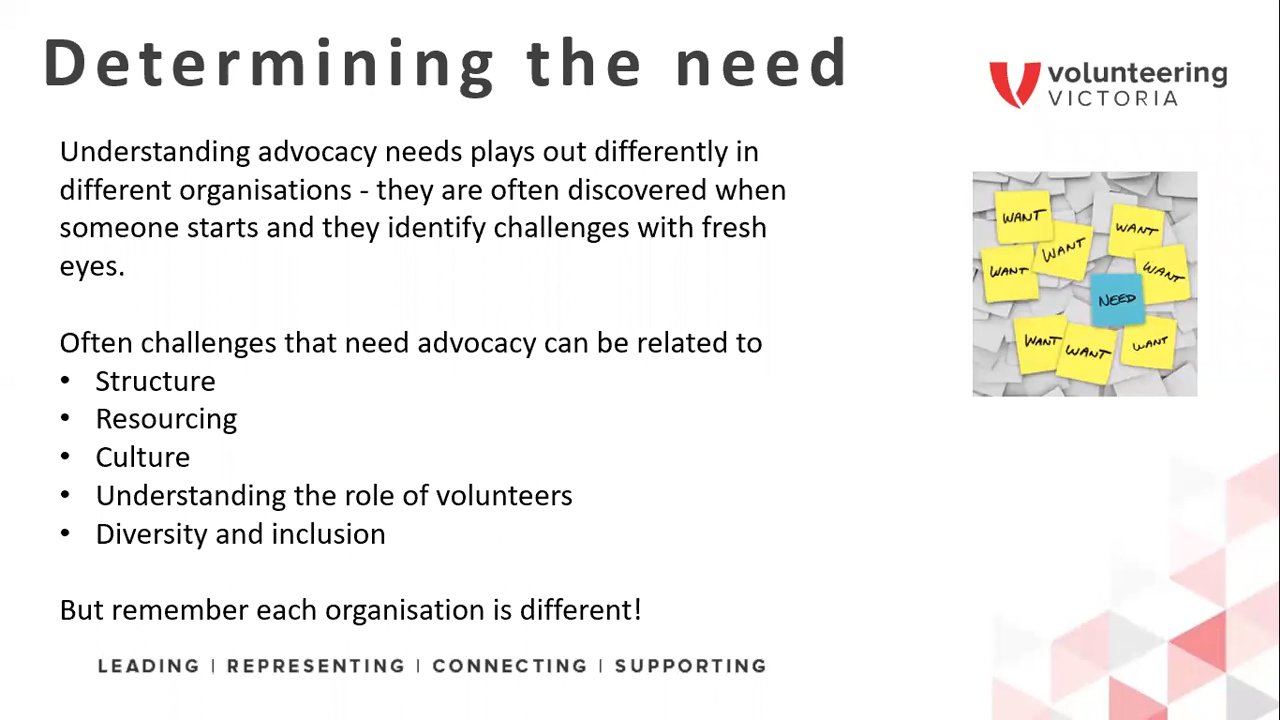 Determining the need
volunteering
VICTORIA
Understanding advocacy needs plays out differently in
different organisations - they are often discovered when
someone starts and they identify challenges with fresh
eyes.
Often challenges that need advocacy can be related to
• Structure
• Resourcing
• Culture
• Understanding the role of volunteers
• Diversity and inclusion
But remember each organisation is different!
WANT
WANT
WANT
WANT
WANT
NEED
WANT
WANT
WANT
LEADING | REPRESENTING | CONNECTING | SUPPORTING